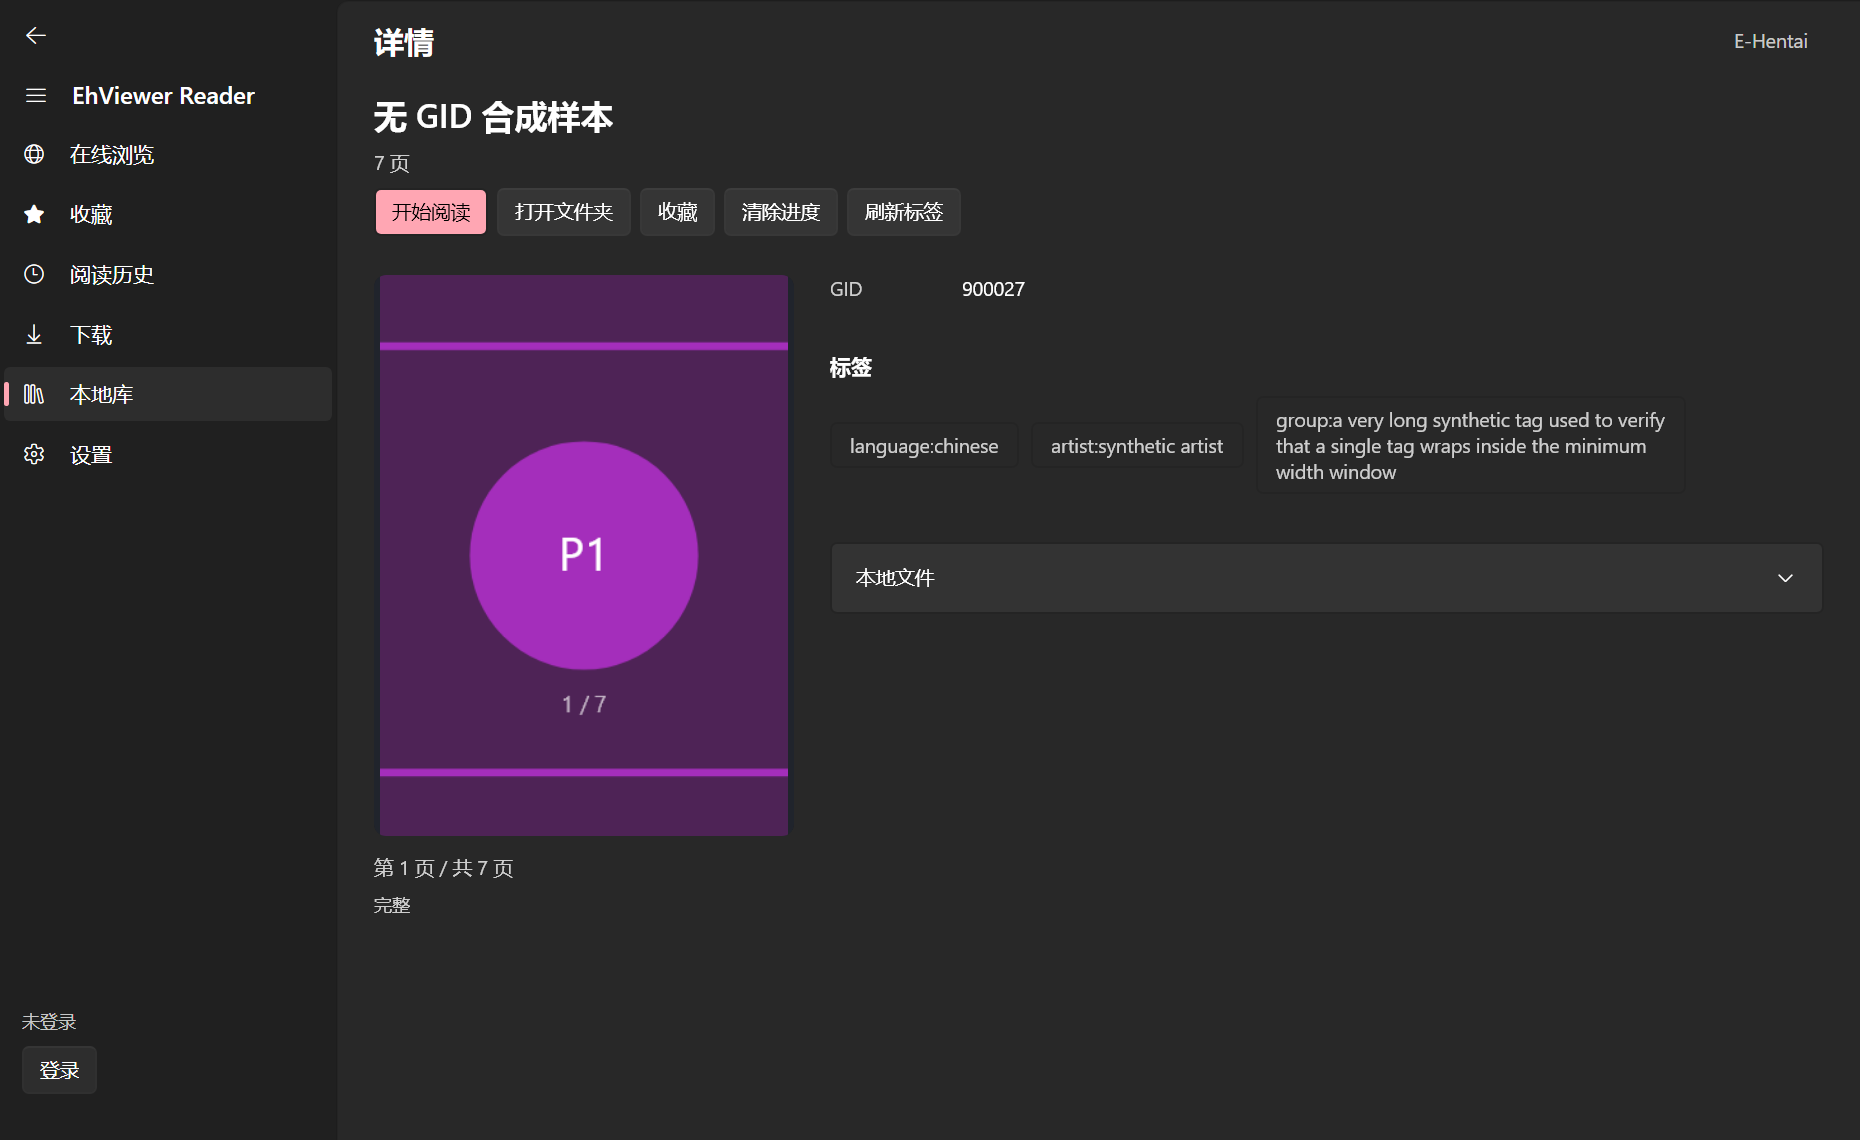 EhViewer Reader
在线浏览
收藏
阅读历史
下载
本地库
设置
未登录
登录
详情
E-Hentai
无 GID 合成样本
7 页
开始阅读
打开文件夹
收藏
清除进度
刷新标签
P1
1 / 7
第 1 页 / 共 7 页
完整
GID 900027
标签
language:chinese
artist:synthetic artist
group:a very long synthetic tag used to verify
that a single tag wraps inside the minimum
width window
本地文件